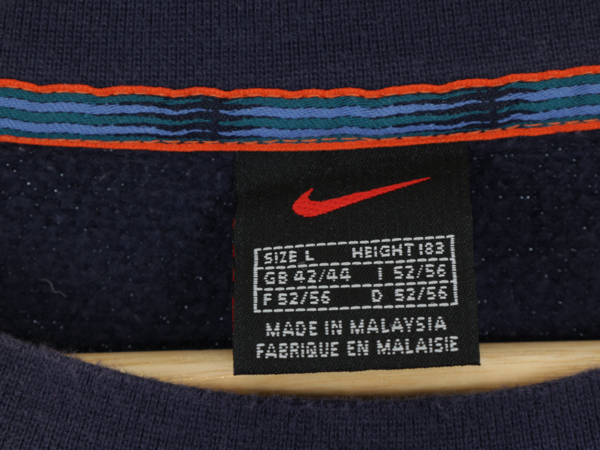 SIZE L HEIGHT 183
GB 42/44 I 52/56
F 52/56 D 52/56
MADE IN MALAYSIA
FABRIQUE EN MALAISIE